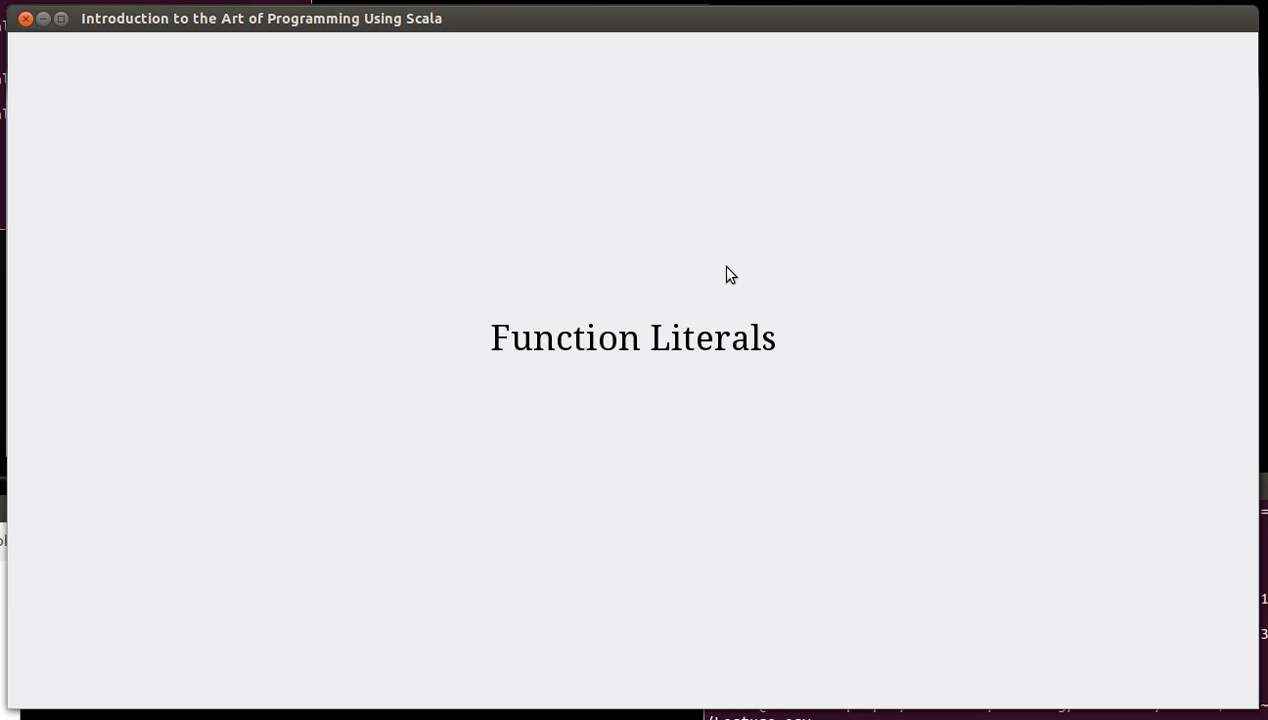 Introduction to the Art of Programming Using Scala
Function Literals